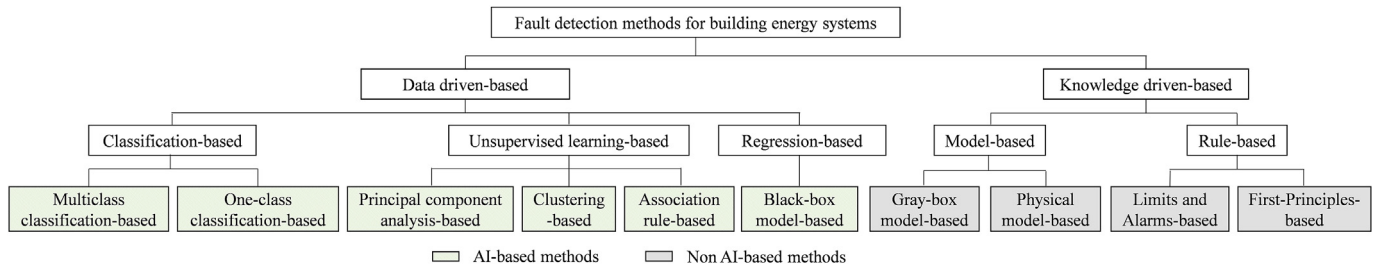 Fault detection methods for building energy systems
Data driven-based
Knowledge driven-based
Classification-based
Unsupervised learning-based
Regression-based
Model-based
Rule-based
Multiclass
classification-based
One-class
classification-based
Principal component
analysis-based
Clustering
-based
Association
rule-based
Black-box
model-based
Gray-box
model-based
Physical
model-based
Limits and
Alarms-based
First-Principles-
based
AI-based methods
Non AI-based methods